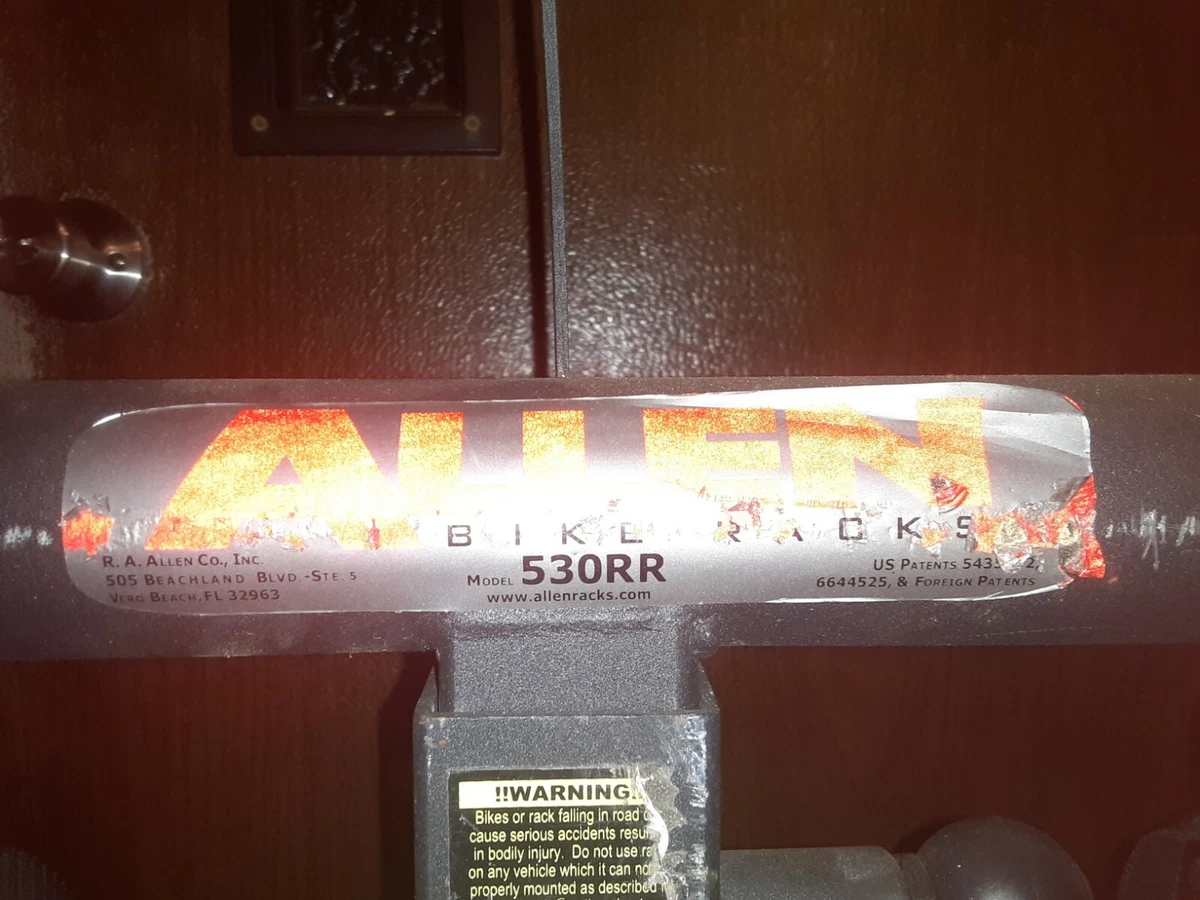 ALLEN
BIKE RACKS
R. A. ALLEN CO., INC.
505 BEACHLAND BLVD.-STE. 5
VERO BEACH, FL 32963
MODEL 530RR
www.allenracks.com
US PATENTS
6644525, & FOREIGN PATENTS
!!WARNING!!
Bikes or rack falling in road
cause serious accidents
in bodily injury. Do not use
on any vehicle which it can
properly mounted as described